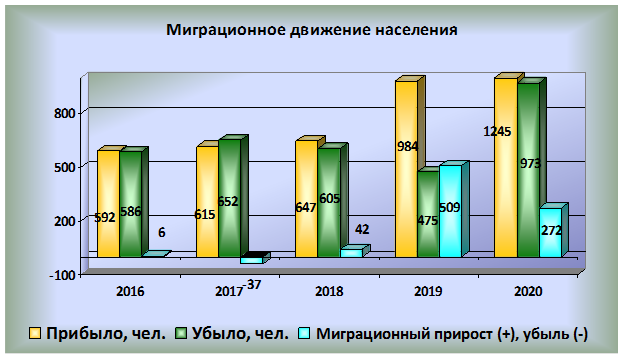 Миграционное движение населения
800
500
200
-100
592 586 6
615 652 -37
647 605 42
984 475 509
1245 973 272
2016 2017 2018 2019 2020
Прибыло, чел. Убыло, чел. Миграционный прирост (+), убыль (-)